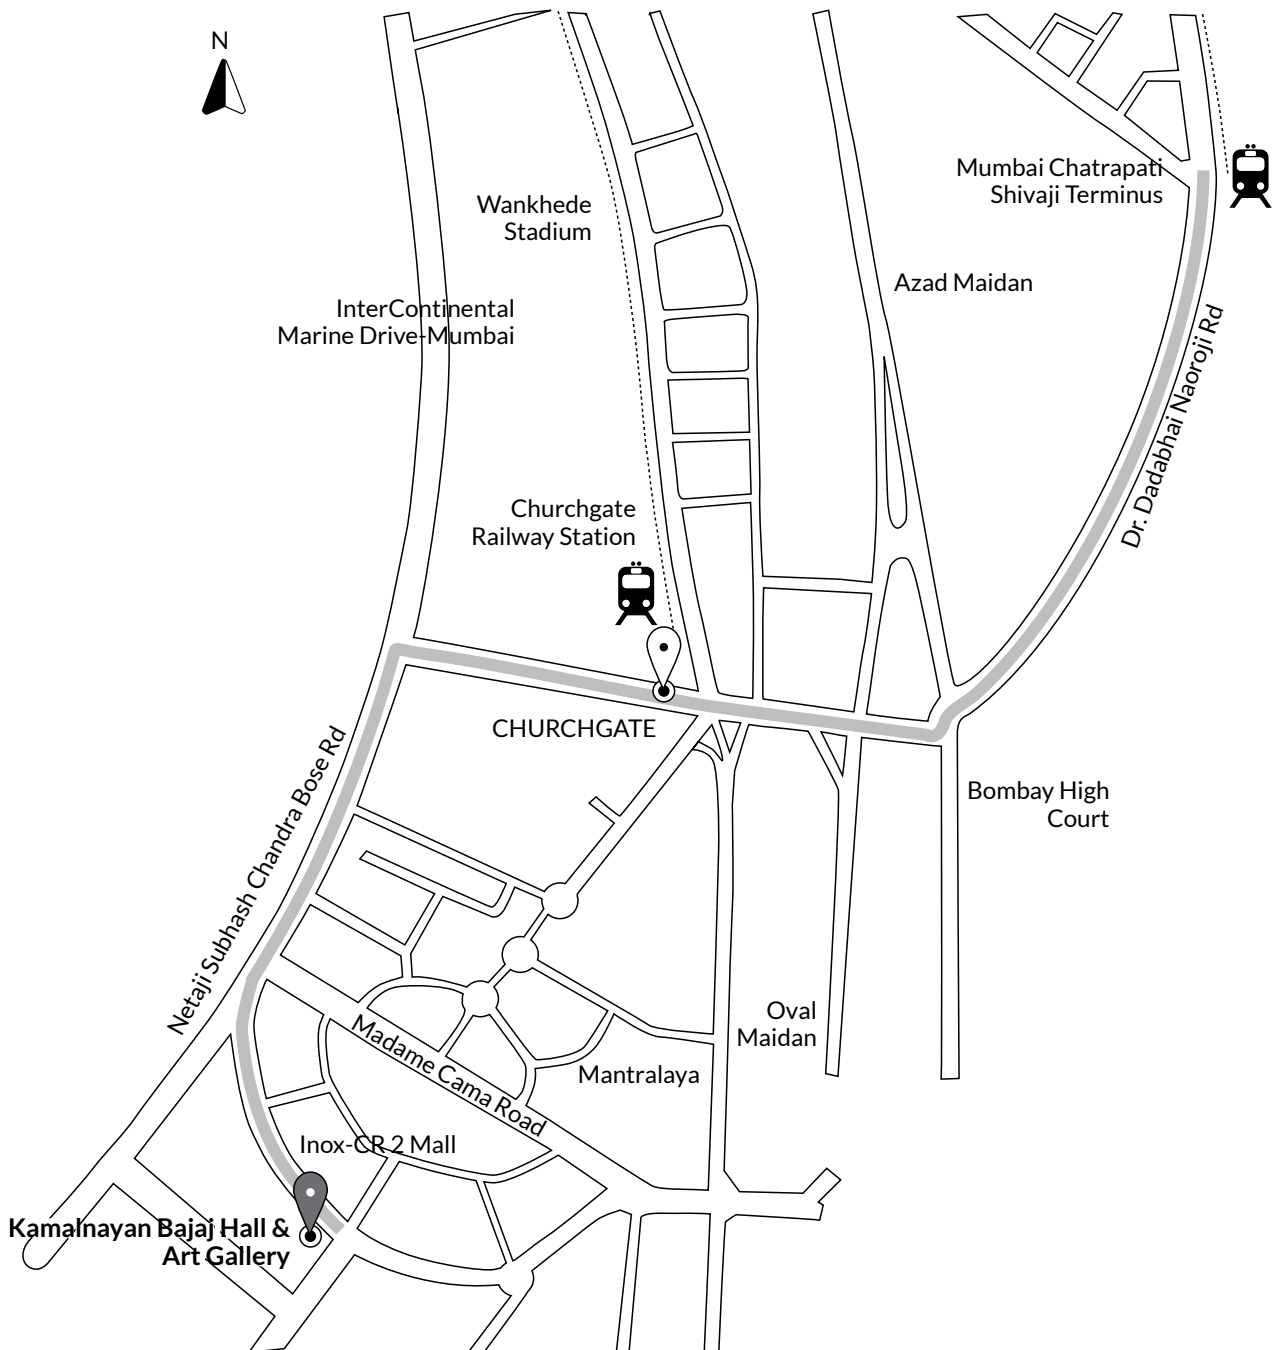 N
Mumbai Chatrapati
Shivaji Terminus
Wankhede
Stadium
Azad Maidan
InterContinental
Marine Drive-Mumbai
Dr. Dadabhai Naoroji Rd
Churchgate
Railway Station
CHURCHGATE
Netaji Subhash Chandra Bose Rd
Bombay High
Court
Oval
Maidan
Madame Cama Road
Mantralaya
Inox-CR 2 Mall
Kamalnayan Bajaj Hall &
Art Gallery